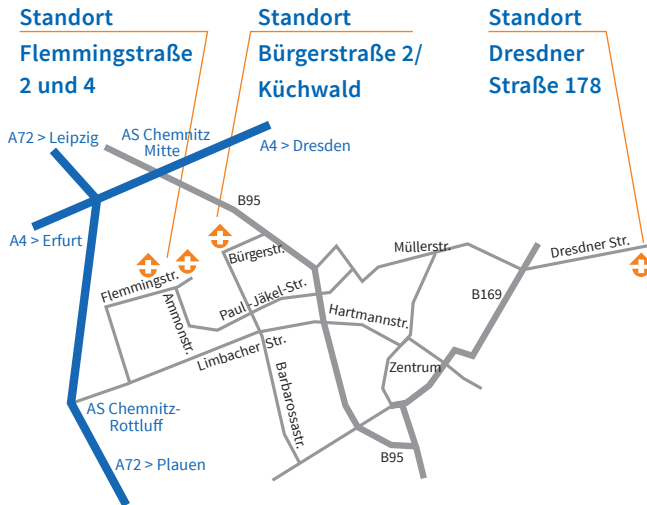 Standort
Flemmingstraße
2 und 4
Standort
Bürgerstraße 2/
Küchwald
Standort
Dresdner
Straße 178
A72 > Leipzig
AS Chemnitz
Mitte
A4 > Dresden
B95
A4 > Erfurt
Bürgerstr.
Müllerstr.
Dresdner Str.
Flemmingstr.
Ammonstr.
Paul-Jäkel-Str.
Hartmannstr.
B169
Limbacher Str.
Zentrum
Barbarossastr.
AS Chemnitz-
Rottluff
B95
A72 > Plauen